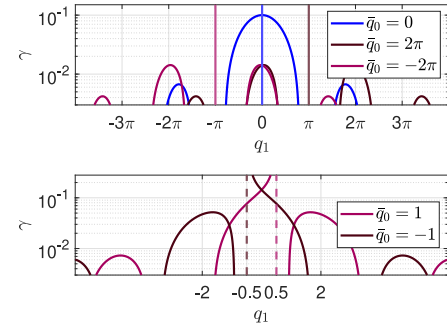 10⁻¹
10⁻²
γ
q̄₀ = 0
q̄₀ = 2π
q̄₀ = -2π
-3π -2π -π 0 π 2π 3π
q₁
10⁻¹
10⁻²
γ
q̄₀ = 1
q̄₀ = -1
-2 -0.5 0.5 2
q₁